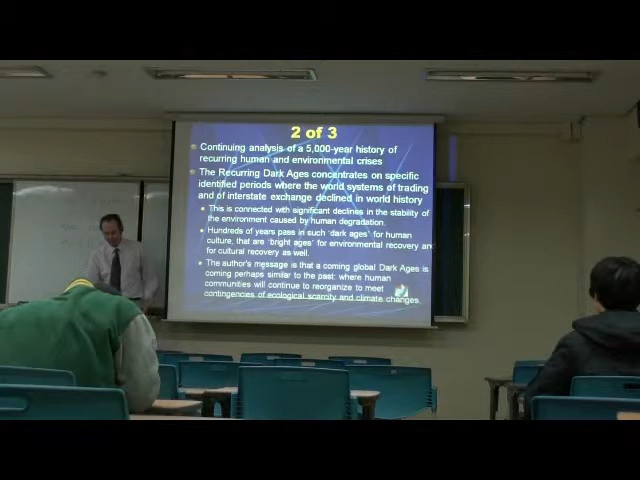 2 of 3
Continuing analysis of a 5,000-year history of
recurring human and environmental crises
The Recurring Dark Ages concentrates on specific
identified periods where the world systems of trading
and of interstate exchange declined in world history
This is connected with significant declines in the stability of
the environment caused by human degradation.
Hundreds of years pass in such 'dark ages' for human
culture, that are 'bright ages' for environmental recovery and
for cultural recovery as well.
The author's message is that a coming global Dark Ages is
coming perhaps similar to the past: where human
communities will continue to reorganize to meet
contingencies of ecological scarcity and climate changes.